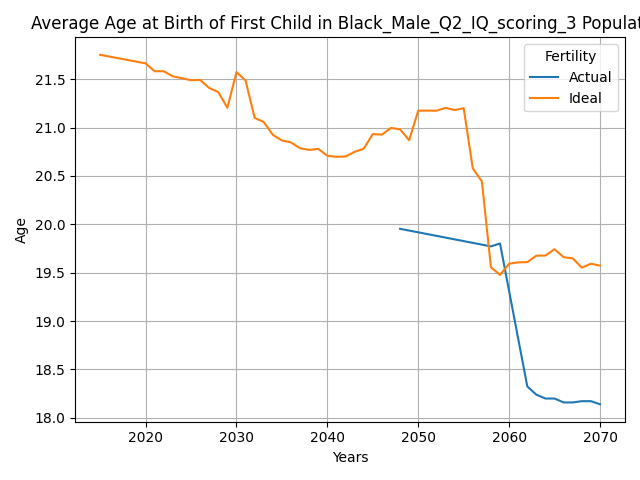 Average Age at Birth of First Child in Black_Male_Q2_IQ_scoring_3 Populat
Fertility
Actual
Ideal
21.5
21.0
20.5
20.0
19.5
19.0
18.5
18.0
Age
2020 2030 2040 2050 2060 2070
Years